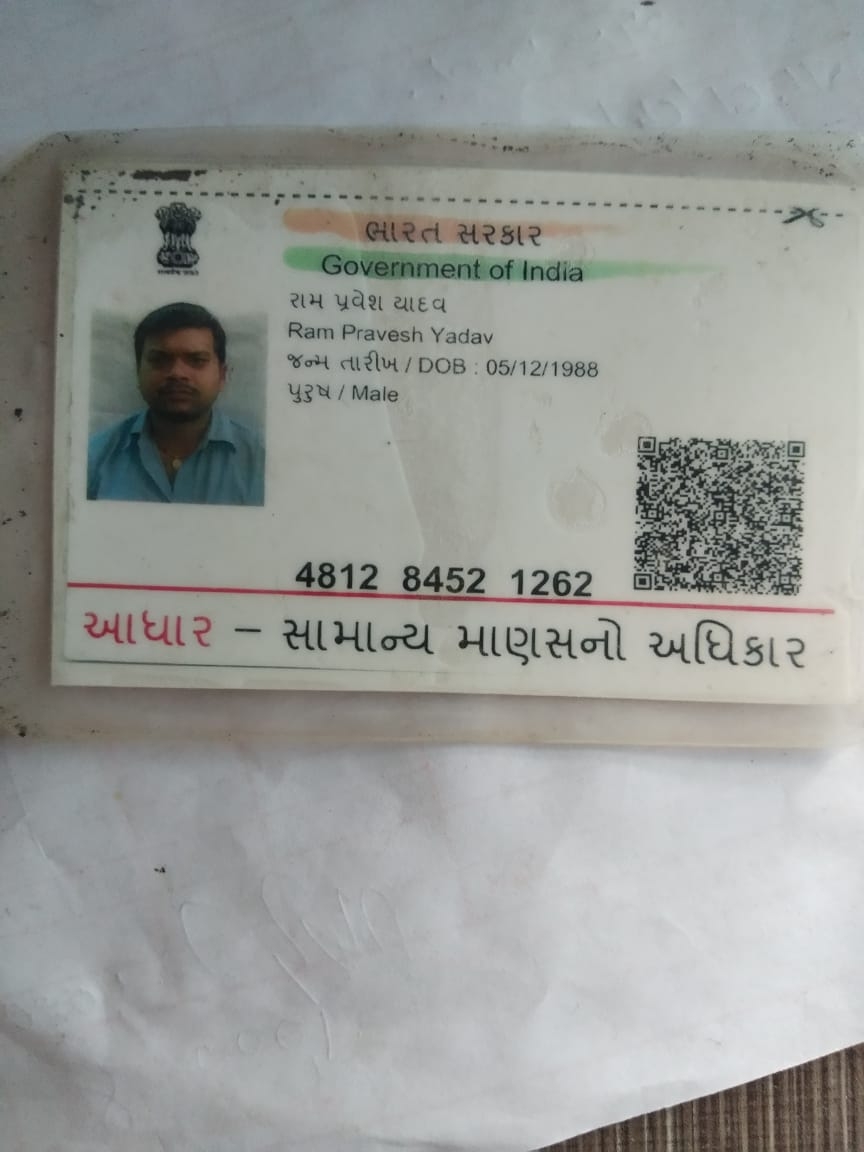 ભારત સરકાર
Government of India
રામ પ્રવેશ યાદવ
Ram Pravesh Yadav
જન્મ તારીખ / DOB : 05/12/1988
પુરુષ / Male
4812 8452 1262
આધાર – સામાન્ય માણસનો અધિકાર